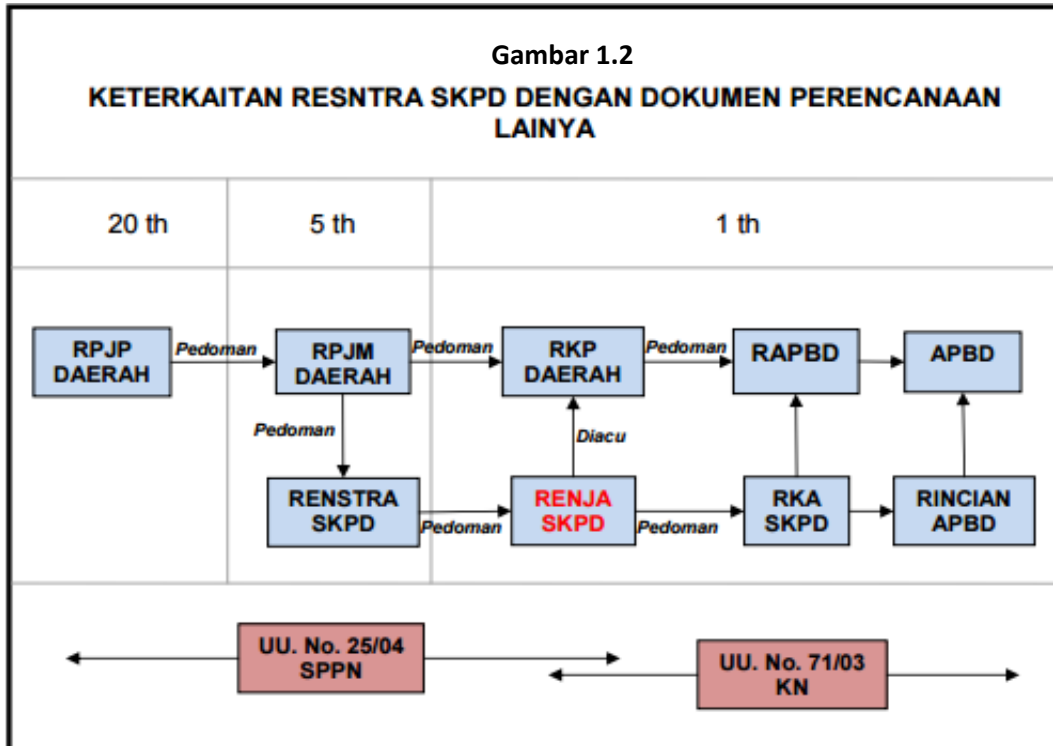 Gambar 1.2
KETERKAITAN RESNTRA SKPD DENGAN DOKUMEN PERENCANAAN
LAINYA
20 th
5 th
1 th
RPJP
DAERAH
Pedoman
RPJM
DAERAH
Pedoman
RKP
DAERAH
Pedoman
RAPBD
APBD
Pedoman
Diacu
RENSTRA
SKPD
Pedoman
RENJA
SKPD
Pedoman
RKA
SKPD
RINCIAN
APBD
UU. No. 25/04
SPPN
UU. No. 71/03
KN